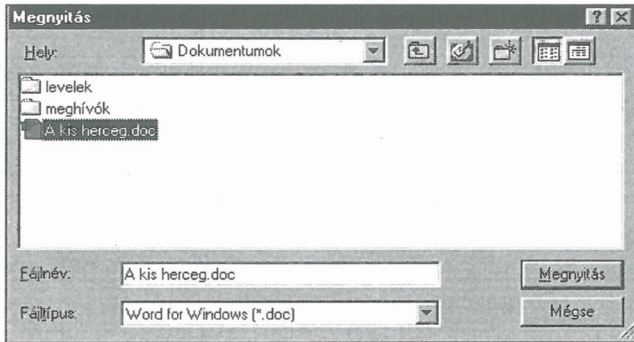 Megnyitás
Hely: Dokumentumok
levelek
meghívók
A kis herceg.doc
Fájlnév: A kis herceg.doc Megnyitás
Fájltípus: Word for Windows (*.doc) Mégse